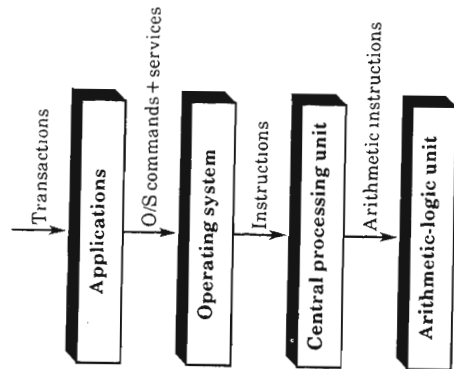 Transactions
Applications
O/S commands + services
Operating system
Instructions
Central processing unit
Arithmetic instructions
Arithmetic-logic unit